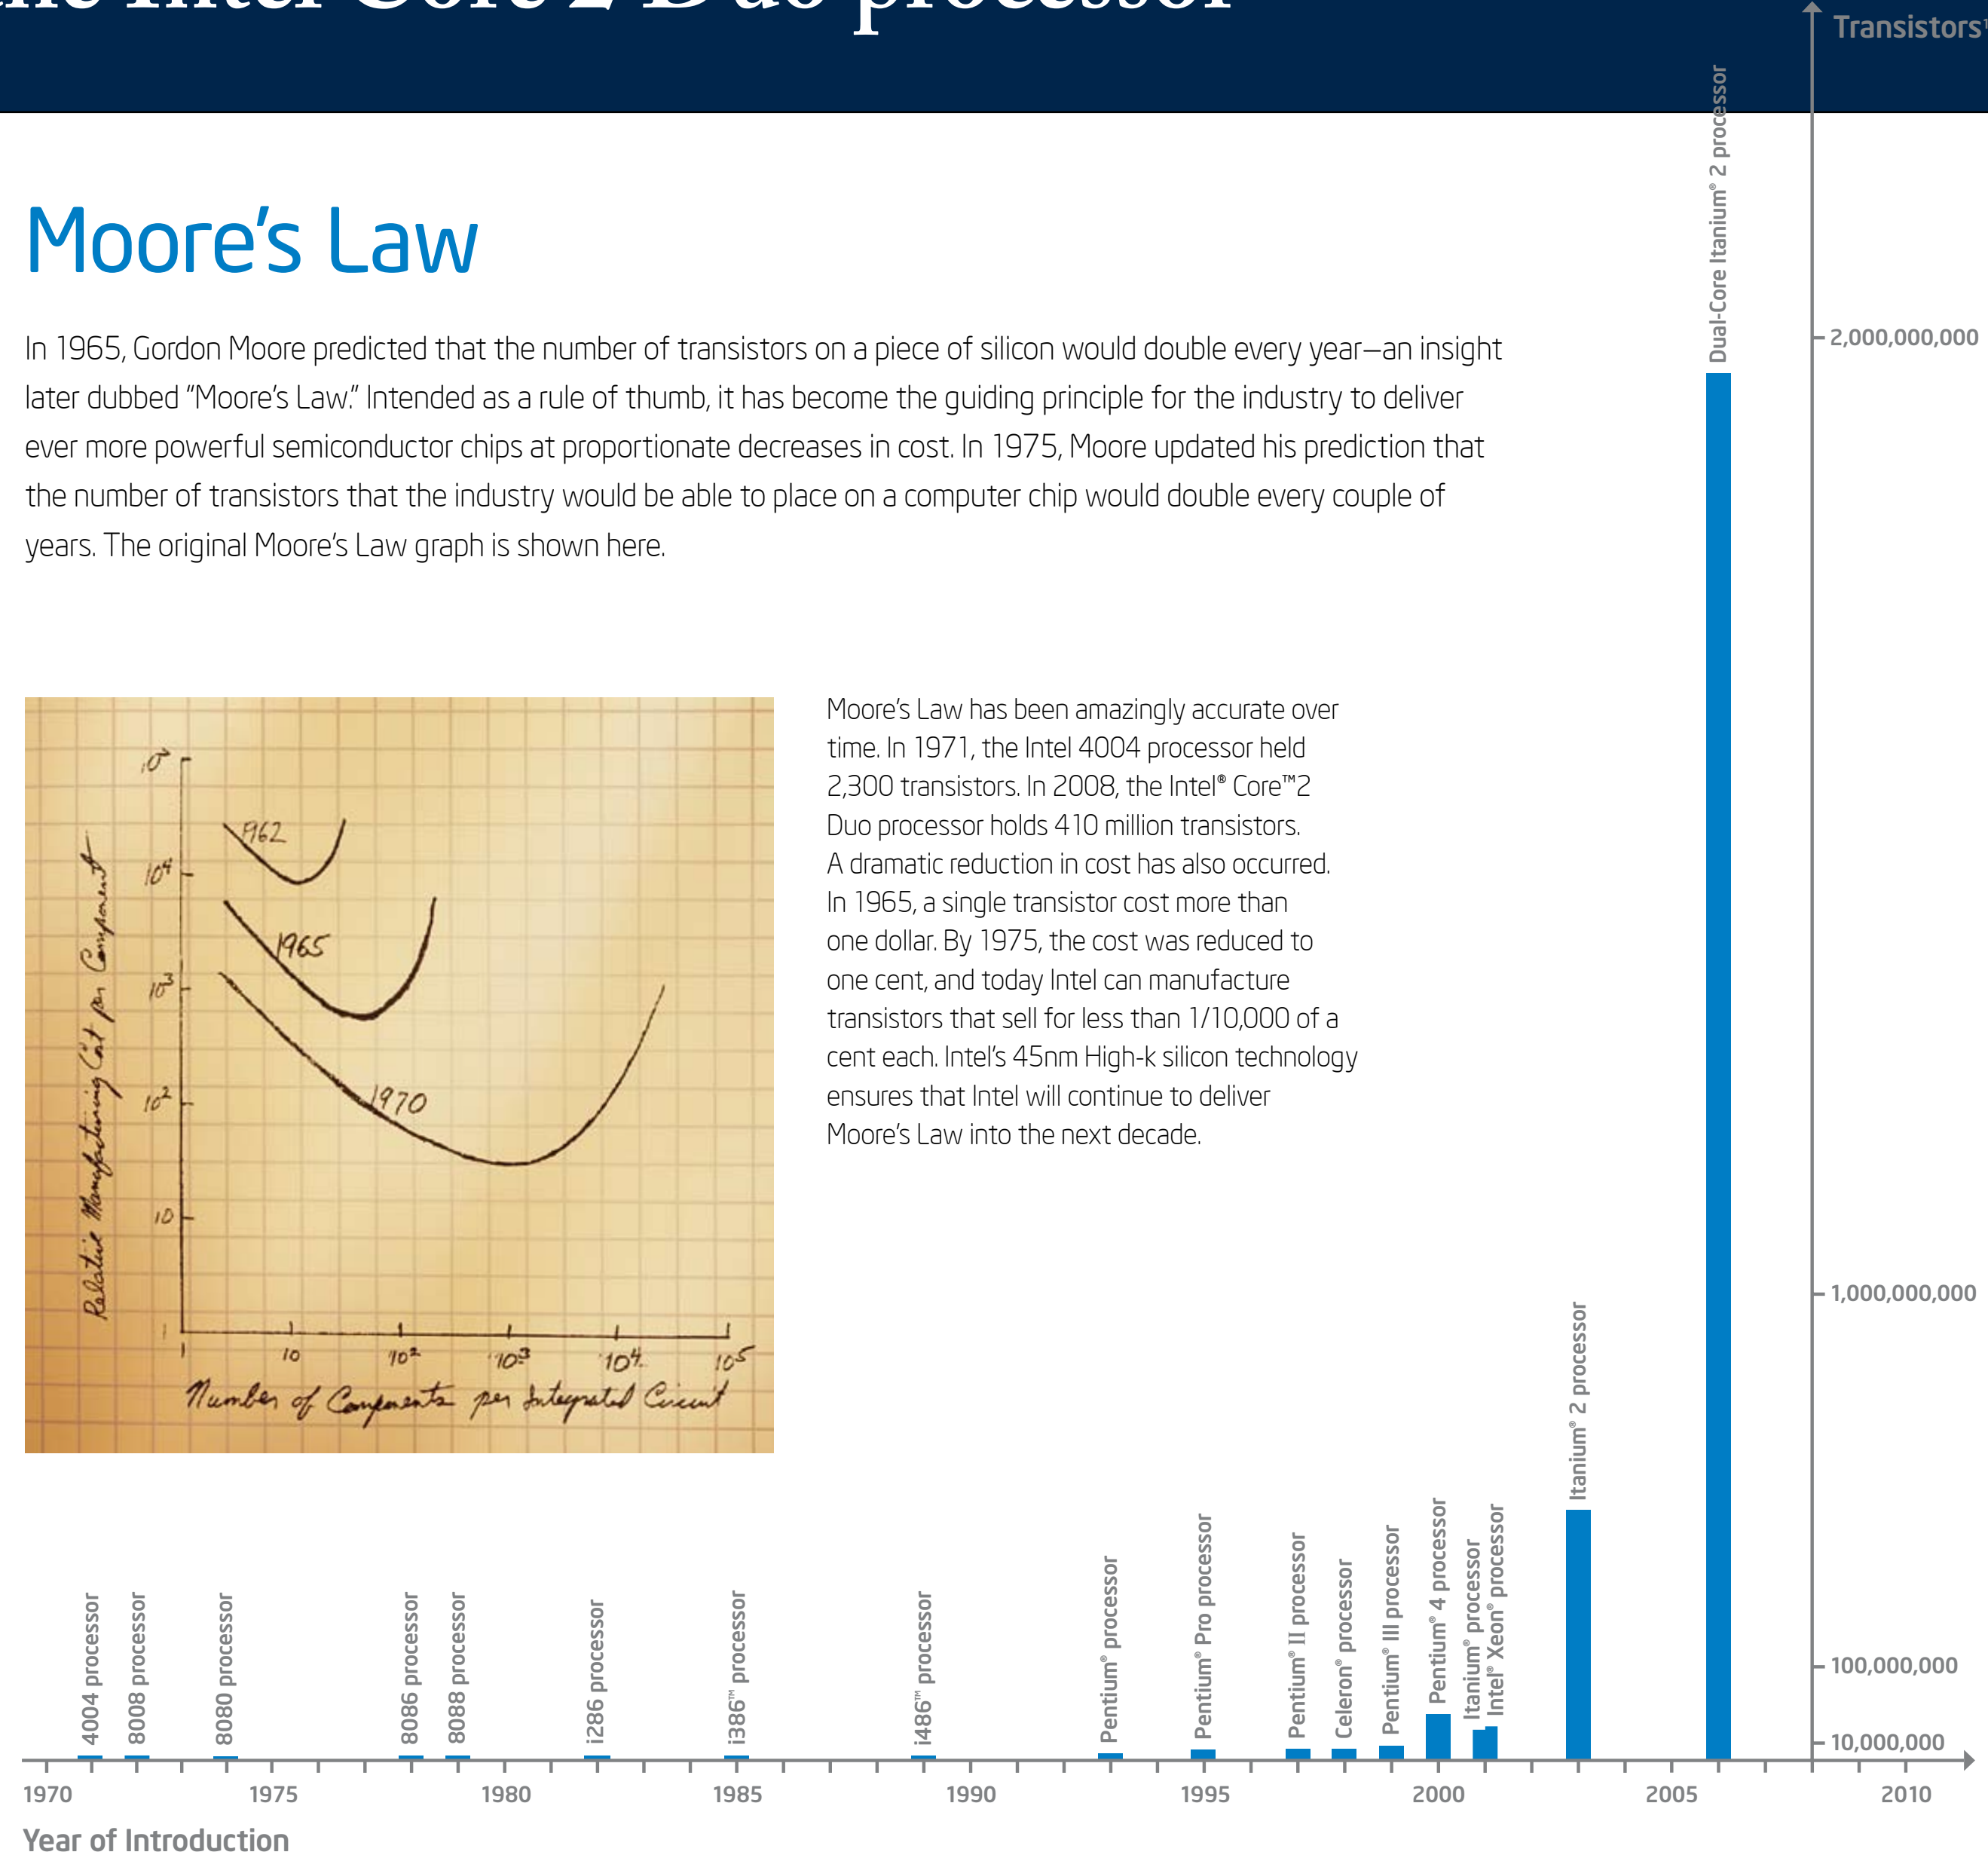 the Intel Core 2 Duo processor
Transistors¹
Moore's Law
In 1965, Gordon Moore predicted that the number of transistors on a piece of silicon would double every year—an insight
later dubbed “Moore's Law.” Intended as a rule of thumb, it has become the guiding principle for the industry to deliver
ever more powerful semiconductor chips at proportionate decreases in cost. In 1975, Moore updated his prediction that
the number of transistors that the industry would be able to place on a computer chip would double every couple of
years. The original Moore's Law graph is shown here.
Relative Manufacturing Cost per Component
10⁴
10³
10²
10
1
1962
1965
1970
1
10
10²
10³
10⁴
10⁵
Number of Components per Integrated Circuit
Moore's Law has been amazingly accurate over
time. In 1971, the Intel 4004 processor held
2,300 transistors. In 2008, the Intel® Core™2
Duo processor holds 410 million transistors.
A dramatic reduction in cost has also occurred.
In 1965, a single transistor cost more than
one dollar. By 1975, the cost was reduced to
one cent, and today Intel can manufacture
transistors that sell for less than 1/10,000 of a
cent each. Intel's 45nm High-k silicon technology
ensures that Intel will continue to deliver
Moore's Law into the next decade.
2,000,000,000
1,000,000,000
100,000,000
10,000,000
4004 processor
8008 processor
8080 processor
8086 processor
8088 processor
i286 processor
i386™ processor
i486™ processor
Pentium® processor
Pentium® Pro processor
Pentium® II processor
Celeron® processor
Pentium® III processor
Pentium® 4 processor
Itanium® processor
Intel® Xeon® processor
Itanium® 2 processor
Dual-Core Itanium® 2 processor
1970
1975
1980
1985
1990
1995
2000
2005
2010
Year of Introduction